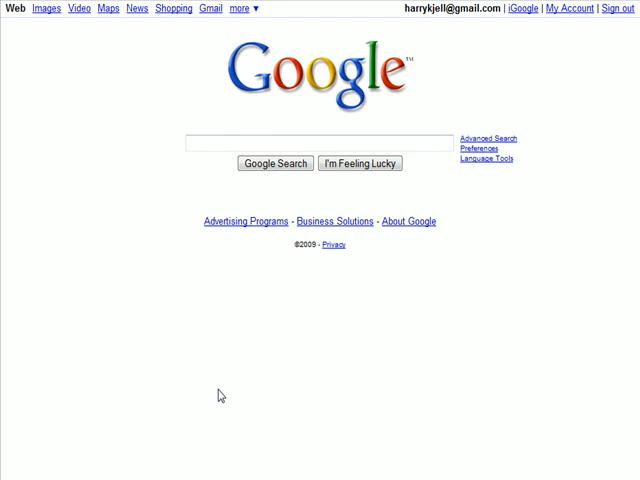 Web Images Video Maps News Shopping Gmail more ▼ harrykjell@gmail.com | iGoogle | My Account | Sign out
Google™
Advanced Search
Preferences
Language Tools
Google Search I'm Feeling Lucky
Advertising Programs - Business Solutions - About Google
©2009 - Privacy